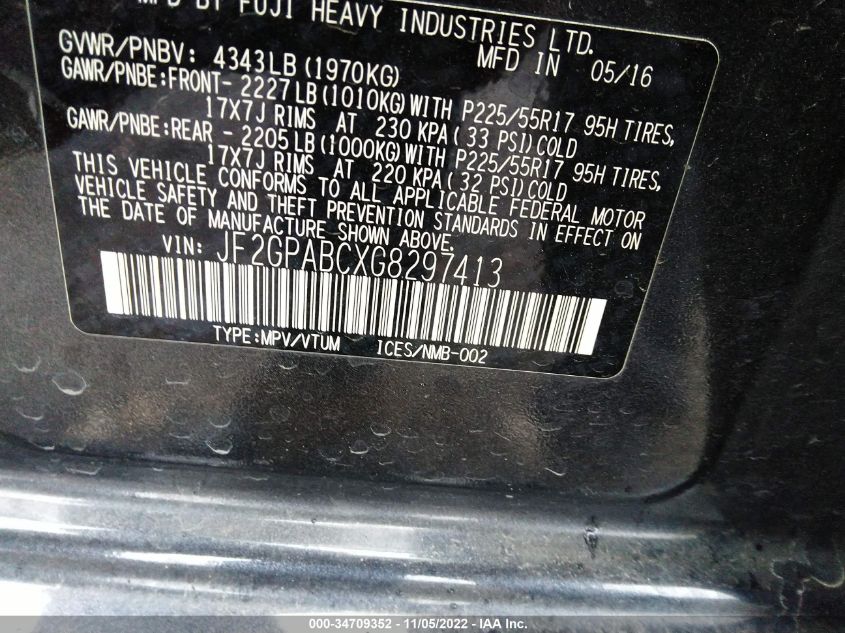 MFD BY FUJI HEAVY INDUSTRIES LTD.
MFD IN 05/16
GVWR/PNBV: 4343LB(1970KG)
GAWR/PNBE:FRONT- 2227LB(1010KG)WITH P225/55R17 95H TIRES,
17X7J RIMS AT 230 KPA(33 PSI)COLD
GAWR/PNBE:REAR - 2205LB(1000KG)WITH P225/55R17 95H TIRES,
17X7J RIMS AT 220 KPA(32 PSI)COLD
THIS VEHICLE CONFORMS TO ALL APPLICABLE FEDERAL MOTOR
VEHICLE SAFETY AND THEFT PREVENTION STANDARDS IN EFFECT ON
THE DATE OF MANUFACTURE SHOWN ABOVE.
VIN: JF2GPABCXG8297413
TYPE:MPV/VTUM ICES/NMB-002
000-34709352 - 11/05/2022 - IAA Inc.